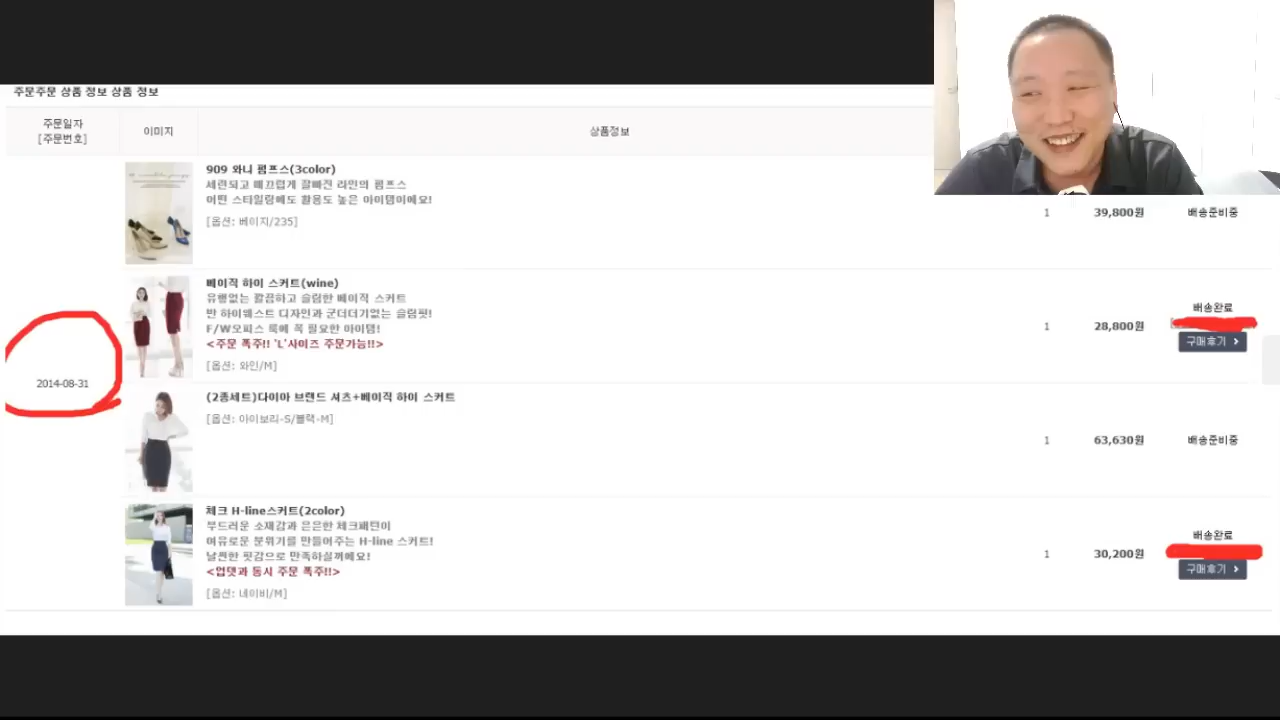 주문주문 상품 정보 상품 정보
주문일자
[주문번호]
이미지
상품정보
909 와니 펌프스(3color)
세련되고 매끄럽게 잘빠진 라인의 펌프스
어떤 스타일링에도 활용도 높은 아이템이에요!
[옵션: 베이지/235]
1
39,800원
배송준비중
베이직 하이 스커트(wine)
유행없는 깔끔하고 슬림한 베이직 스커트
반 하이웨스트 디자인과 군더더기없는 슬림핏!
F/W오피스 룩에 꼭 필요한 아이템!
<주문 폭주!! 'L'사이즈 주문가능!!>
[옵션: 와인/M]
1
28,800원
배송완료
구매후기
2014-08-31
(2종세트)다이아 브랜드 셔츠+베이직 하이 스커트
[옵션: 아이보리-S/블랙-M]
1
63,630원
배송준비중
체크 H-line스커트(2color)
부드러운 소재감과 은은한 체크패턴이
여유로운 분위기를 만들어주는 H-line 스커트!
날씬한 핏감으로 만족하실꺼에요!
<업뎃과 동시 주문 폭주!!>
[옵션: 네이비/M]
1
30,200원
배송완료
구매후기